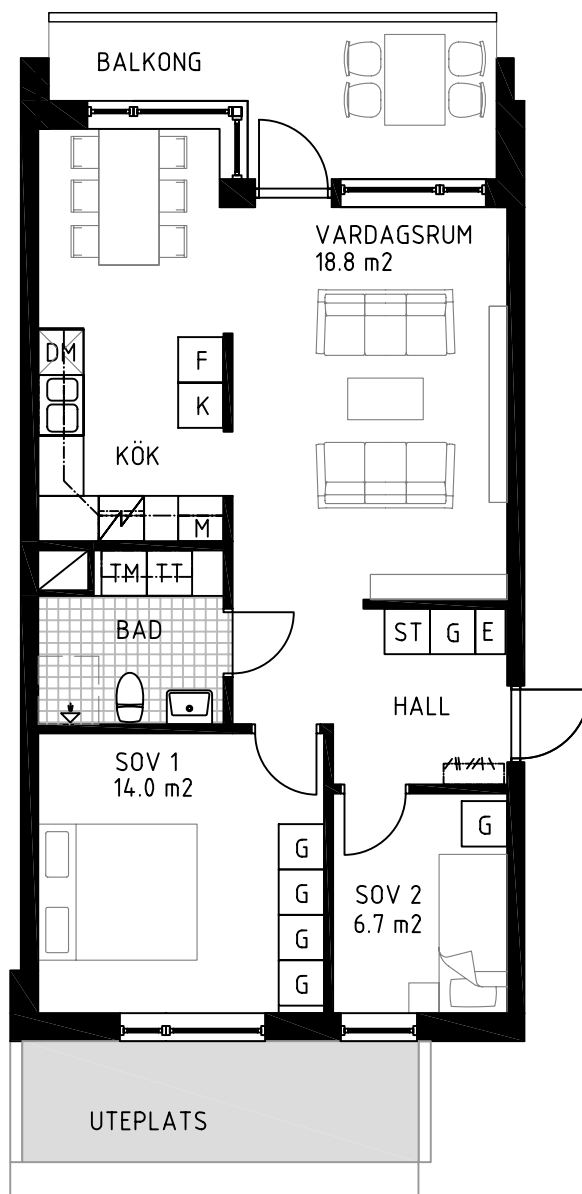 BALKONG
VARDAGSRUM
18.8 m2
DM
F
K
KÖK
M
TM TT
BAD
ST G E
HALL
SOV 1
14.0 m2
G
G
G
G
G
SOV 2
6.7 m2
UTEPLATS